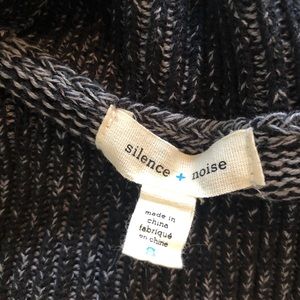 silence + noise
made in
china
fabriqué
en chine